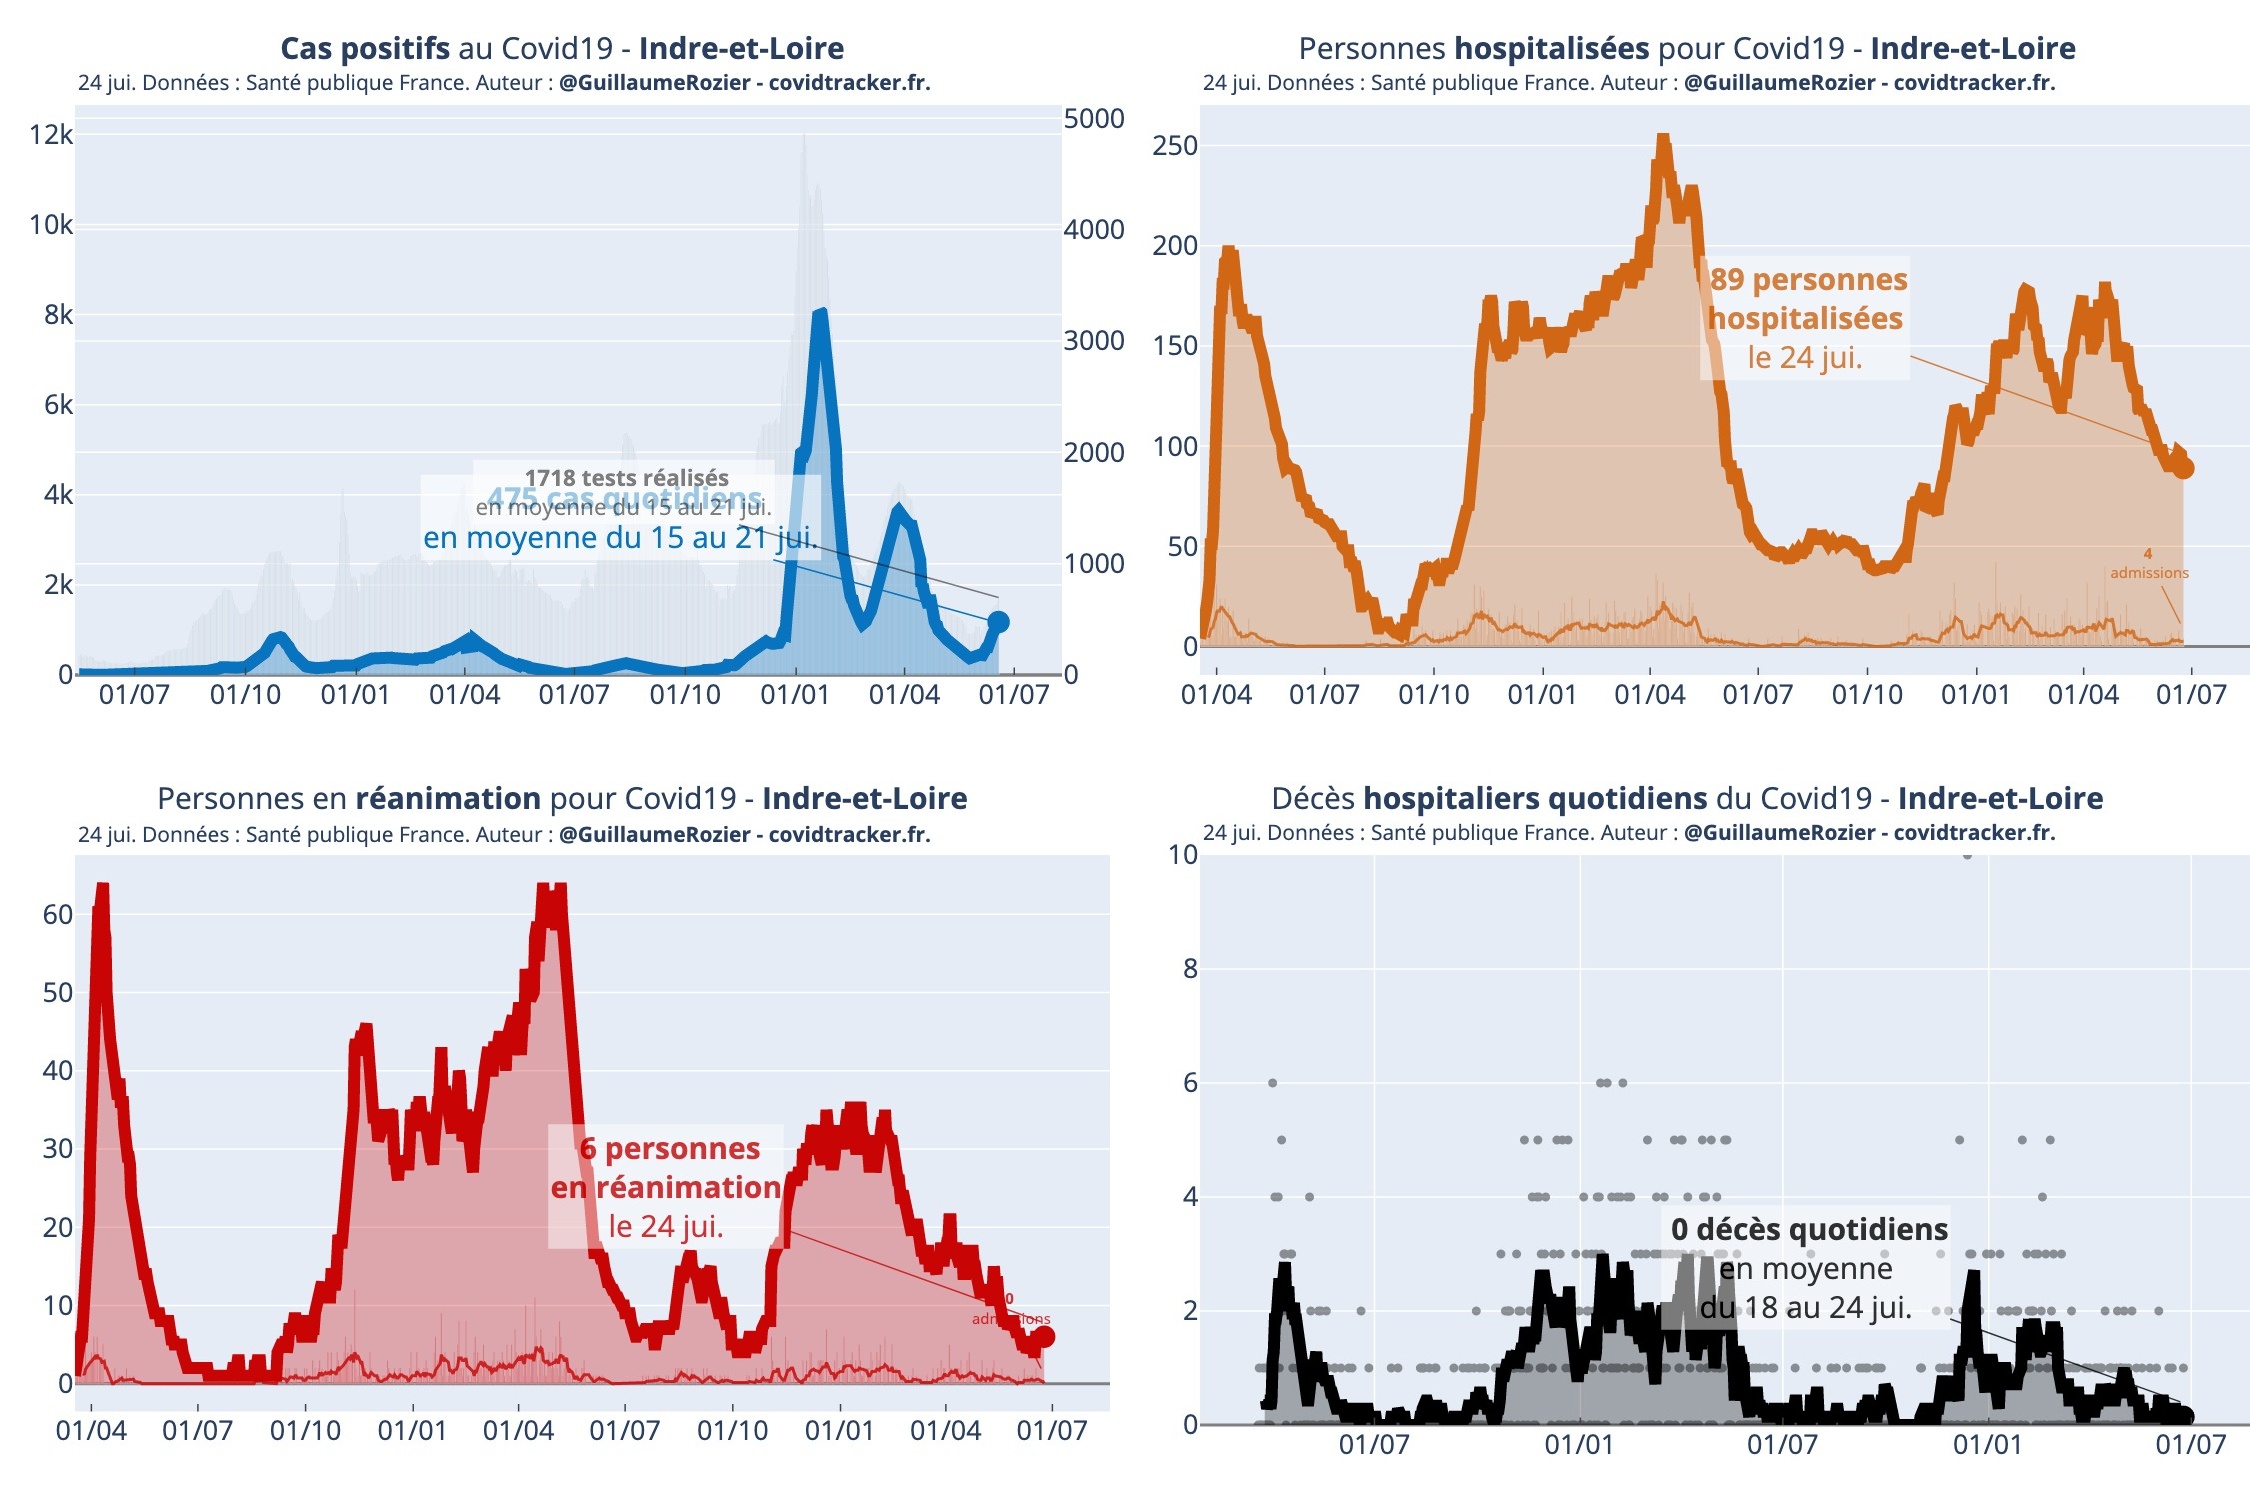 Cas positifs au Covid19 - Indre-et-Loire
24 jui. Données : Santé publique France. Auteur : @GuillaumeRozier - covidtracker.fr.
12k
10k
8k
6k
4k
2k
0
5000
4000
3000
2000
1000
0
1718 tests réalisés
en moyenne du 15 au 21 jui.
475 cas quotidiens
en moyenne du 15 au 21 jui.
01/07 01/10 01/01 01/04 01/07 01/10 01/01 01/04 01/07
Personnes hospitalisées pour Covid19 - Indre-et-Loire
24 jui. Données : Santé publique France. Auteur : @GuillaumeRozier - covidtracker.fr.
250
200
150
100
50
0
89 personnes
hospitalisées
le 24 jui.
4
admissions
01/04 01/07 01/10 01/01 01/04 01/07 01/10 01/01 01/04 01/07
Personnes en réanimation pour Covid19 - Indre-et-Loire
24 jui. Données : Santé publique France. Auteur : @GuillaumeRozier - covidtracker.fr.
60
50
40
30
20
10
0
6 personnes
en réanimation
le 24 jui.
0
admissions
01/04 01/07 01/10 01/01 01/04 01/07 01/10 01/01 01/04 01/07
Décès hospitaliers quotidiens du Covid19 - Indre-et-Loire
24 jui. Données : Santé publique France. Auteur : @GuillaumeRozier - covidtracker.fr.
10
8
6
4
2
0
0 décès quotidiens
en moyenne
du 18 au 24 jui.
01/07 01/01 01/07 01/01 01/07